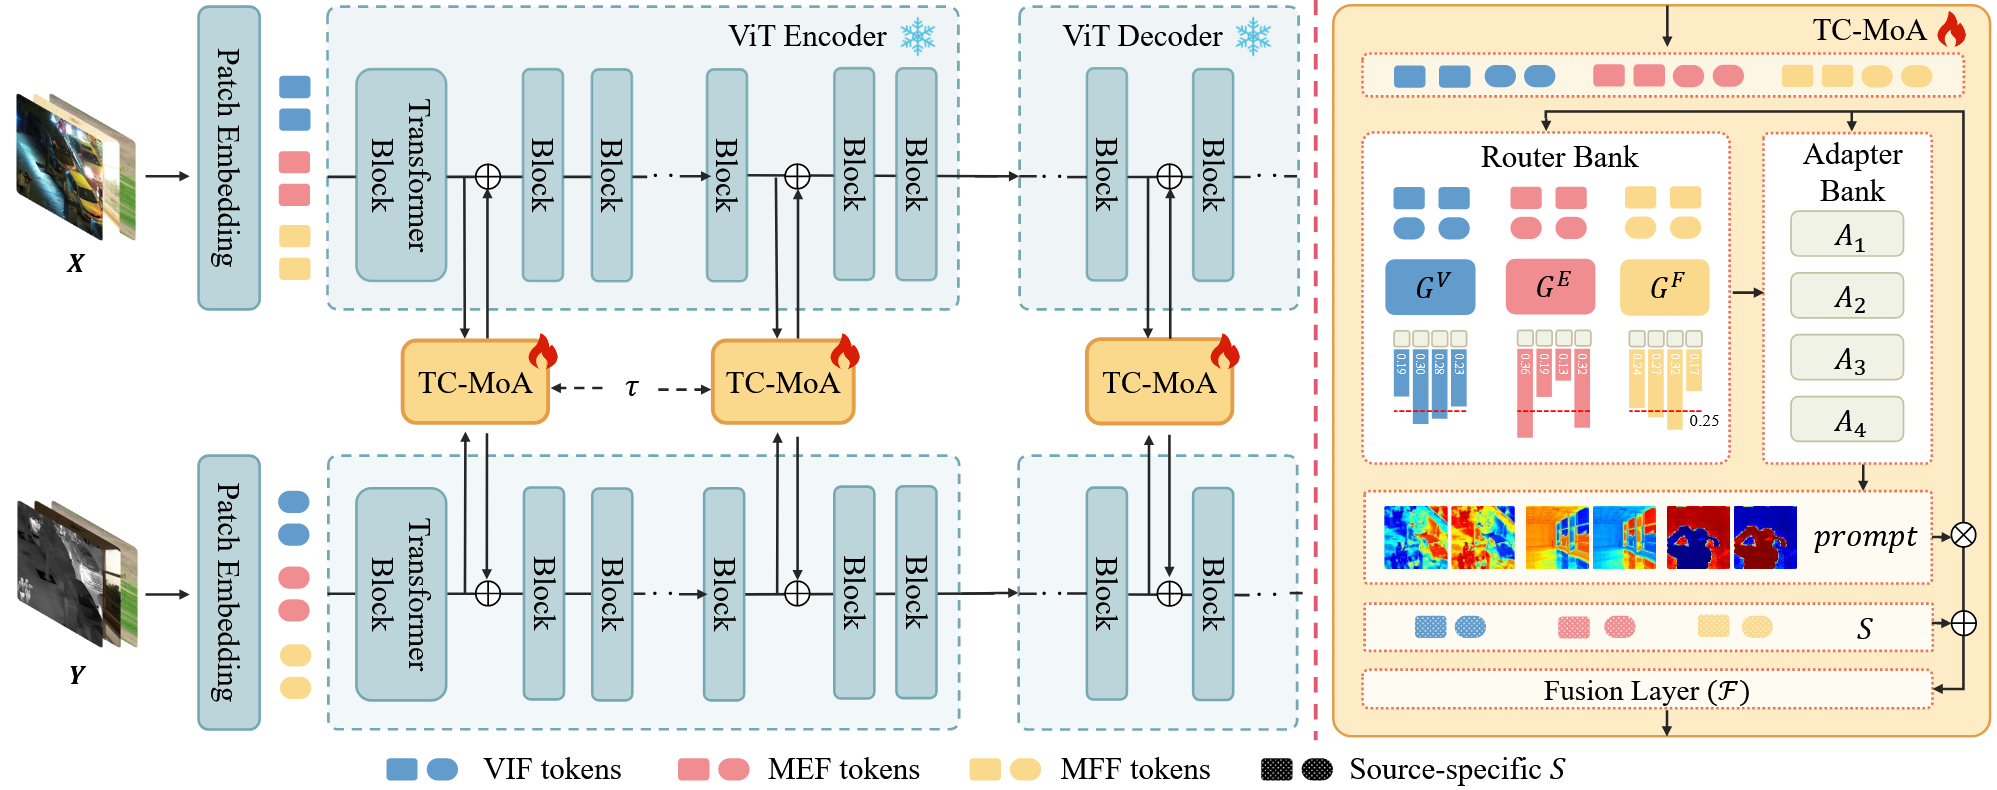 X
Patch Embedding
ViT Encoder
Transformer
Block
Block
Block
Block
Block
Block
ViT Decoder
Block
Block
TC-MoA
τ
TC-MoA
TC-MoA
Y
Patch Embedding
Transformer
Block
Block
Block
Block
Block
Block
Block
Block
TC-MoA
Router Bank
G^V
G^E
G^F
0.19
0.30
0.28
0.23
0.36
0.19
0.13
0.32
0.24
0.27
0.32
0.17
0.25
Adapter
Bank
A_1
A_2
A_3
A_4
prompt
S
Fusion Layer (ℱ)
VIF tokens
MEF tokens
MFF tokens
Source-specific S